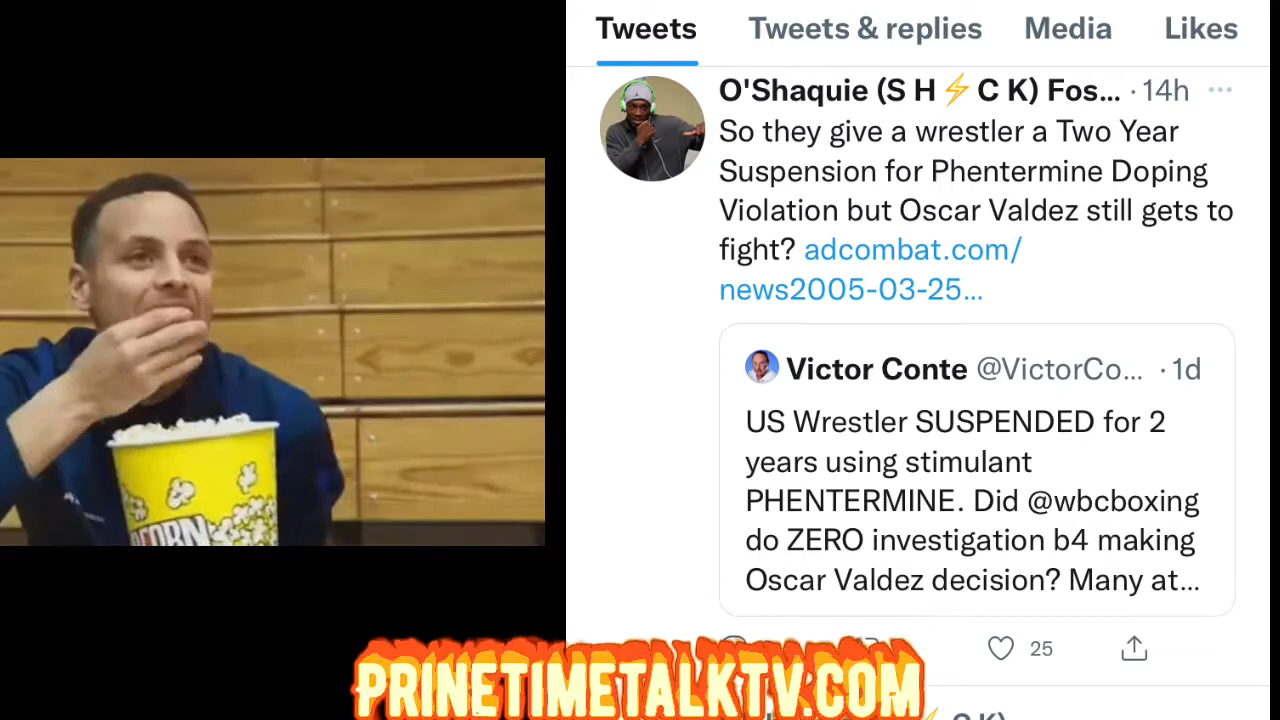 Tweets Tweets & replies Media Likes
O'Shaquie (S H ⚡ C K) Fos... · 14h ...
So they give a wrestler a Two Year
Suspension for Phentermine Doping
Violation but Oscar Valdez still gets to
fight? adcombat.com/
news2005-03-25...
Victor Conte @VictorCo... · 1d
US Wrestler SUSPENDED for 2
years using stimulant
PHENTERMINE. Did @wbcboxing
do ZERO investigation b4 making
Oscar Valdez decision? Many at...
25
PRINETIMETALKTV.COM